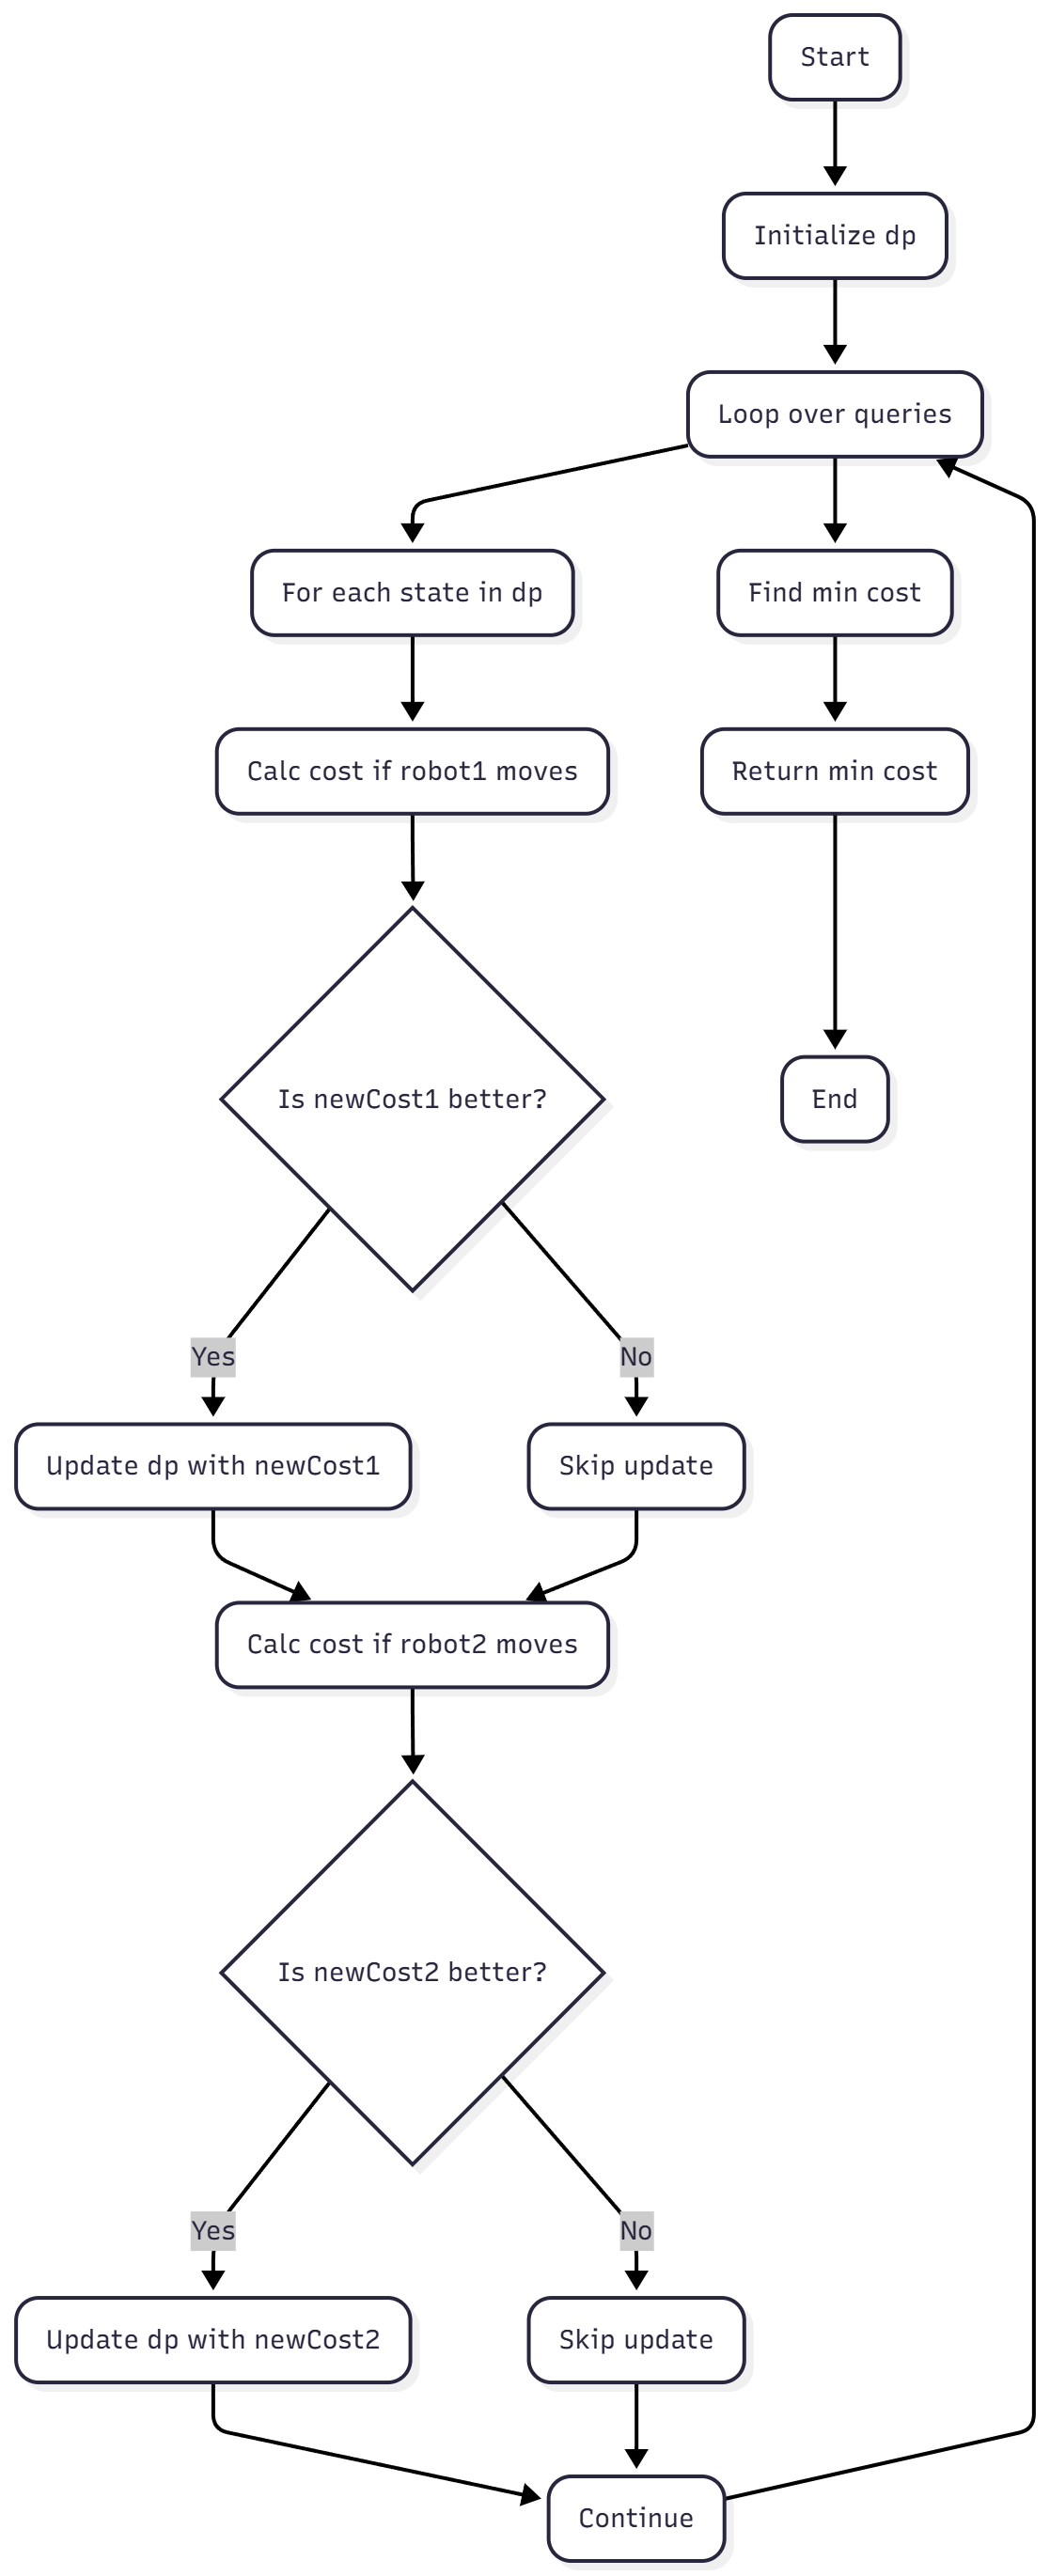 Start
Initialize dp
Loop over queries
For each state in dp
Find min cost
Calc cost if robot1 moves
Return min cost
Is newCost1 better?
End
Yes
No
Update dp with newCost1
Skip update
Calc cost if robot2 moves
Is newCost2 better?
Yes
No
Update dp with newCost2
Skip update
Continue